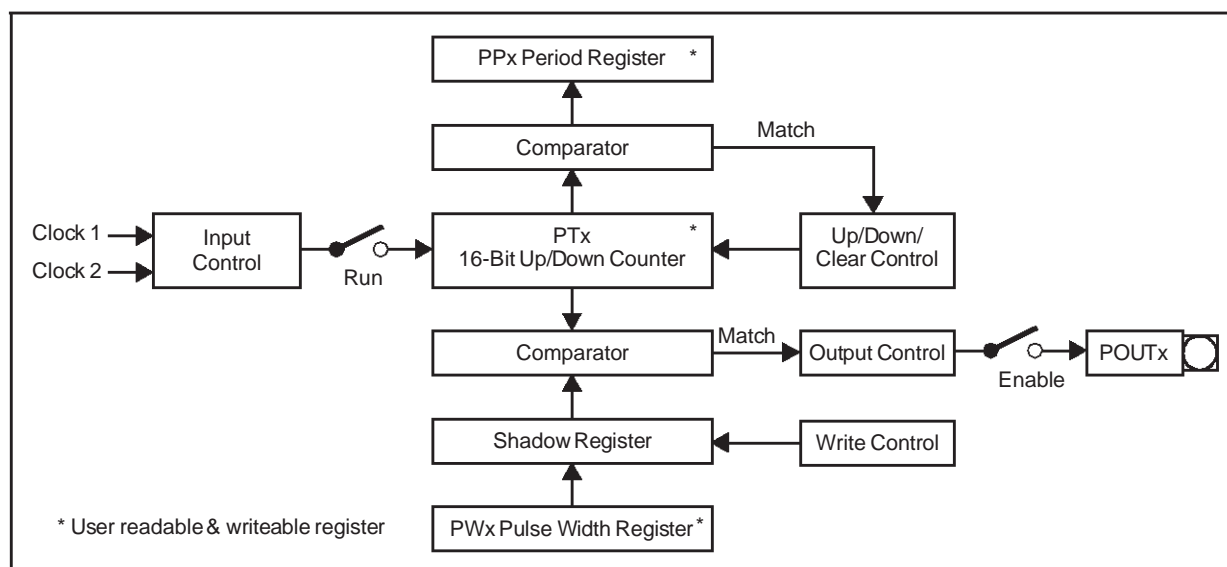 PPx Period Register *
Comparator
Match
Clock 1
Clock 2
Input
Control
Run
PTx *
16-Bit Up/Down Counter
Up/Down/
Clear Control
Comparator
Match
Output Control
Enable
POUTx
Shadow Register
Write Control
PWx Pulse Width Register*
* User readable & writeable register